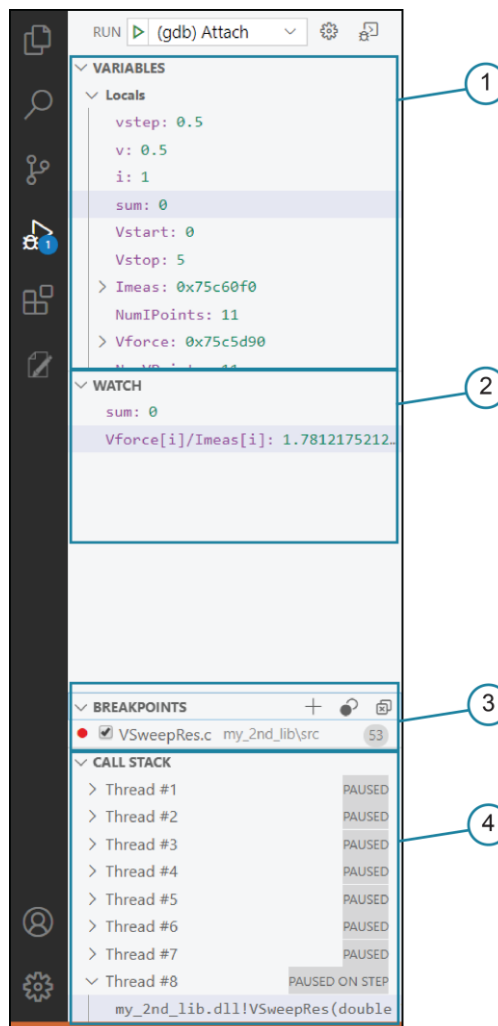 RUN (gdb) Attach
VARIABLES
1
Locals
vstep: 0.5
v: 0.5
i: 1
1
sum: 0
Vstart: 0
Vstop: 5
Imeas: 0x75c60f0
NumIPoints: 11
Vforce: 0x75c5d90
WATCH
2
sum: 0
Vforce[i]/Imeas[i]: 1.7812175212…
BREAKPOINTS
3
VSweepRes.c my_2nd_lib\src 53
CALL STACK
Thread #1 PAUSED
Thread #2 PAUSED
4
Thread #3 PAUSED
Thread #4 PAUSED
Thread #5 PAUSED
Thread #6 PAUSED
Thread #7 PAUSED
Thread #8 PAUSED ON STEP
my_2nd_lib.dll!VSweepRes(double